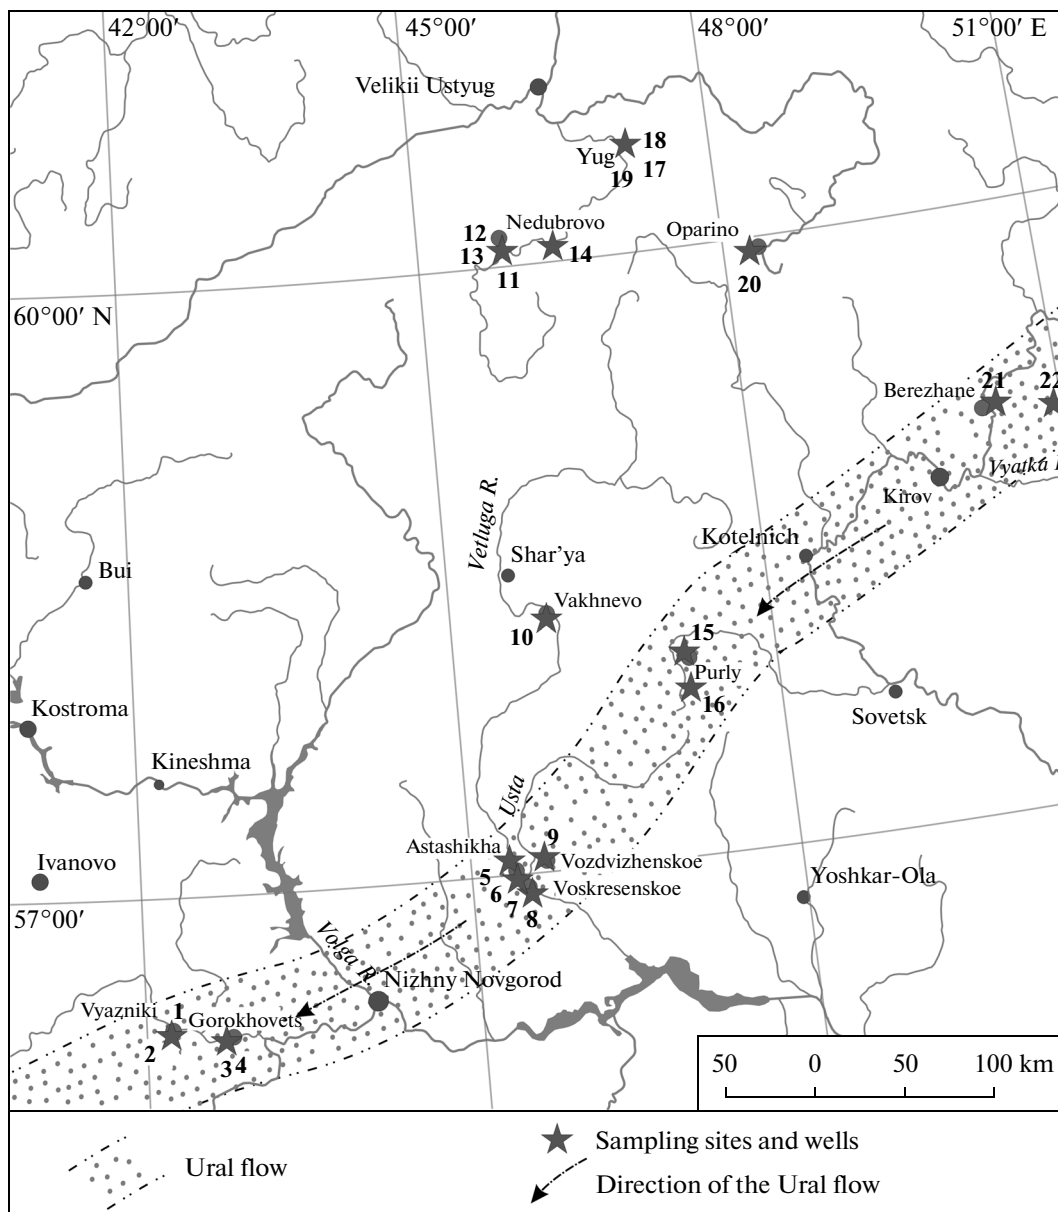 42°00′
45°00′
48°00′
51°00′ E
Velikii Ustyug
18
Yug
17
19
Nedubrovo
12
Oparino
13
14
11
20
60°00′ N
Berezhane
21
22
Vyatka
Kirov
Vetluga R.
Kotelnich
Shar’ya
Bui
Vakhnevo
10
15
Purly
16
Kostroma
Sovetsk
Kineshma
Usta
Astashikha
9
Ivanovo
Vozdvizhenskoe
5
Yoshkar-Ola
6
Voskresenskoe
7
8
57°00′
Volga R.
Nizhny Novgorod
Vyazniki
1
Gorokhovets
2
3
4
50
0
50
100 km
Ural flow
Sampling sites and wells
Direction of the Ural flow